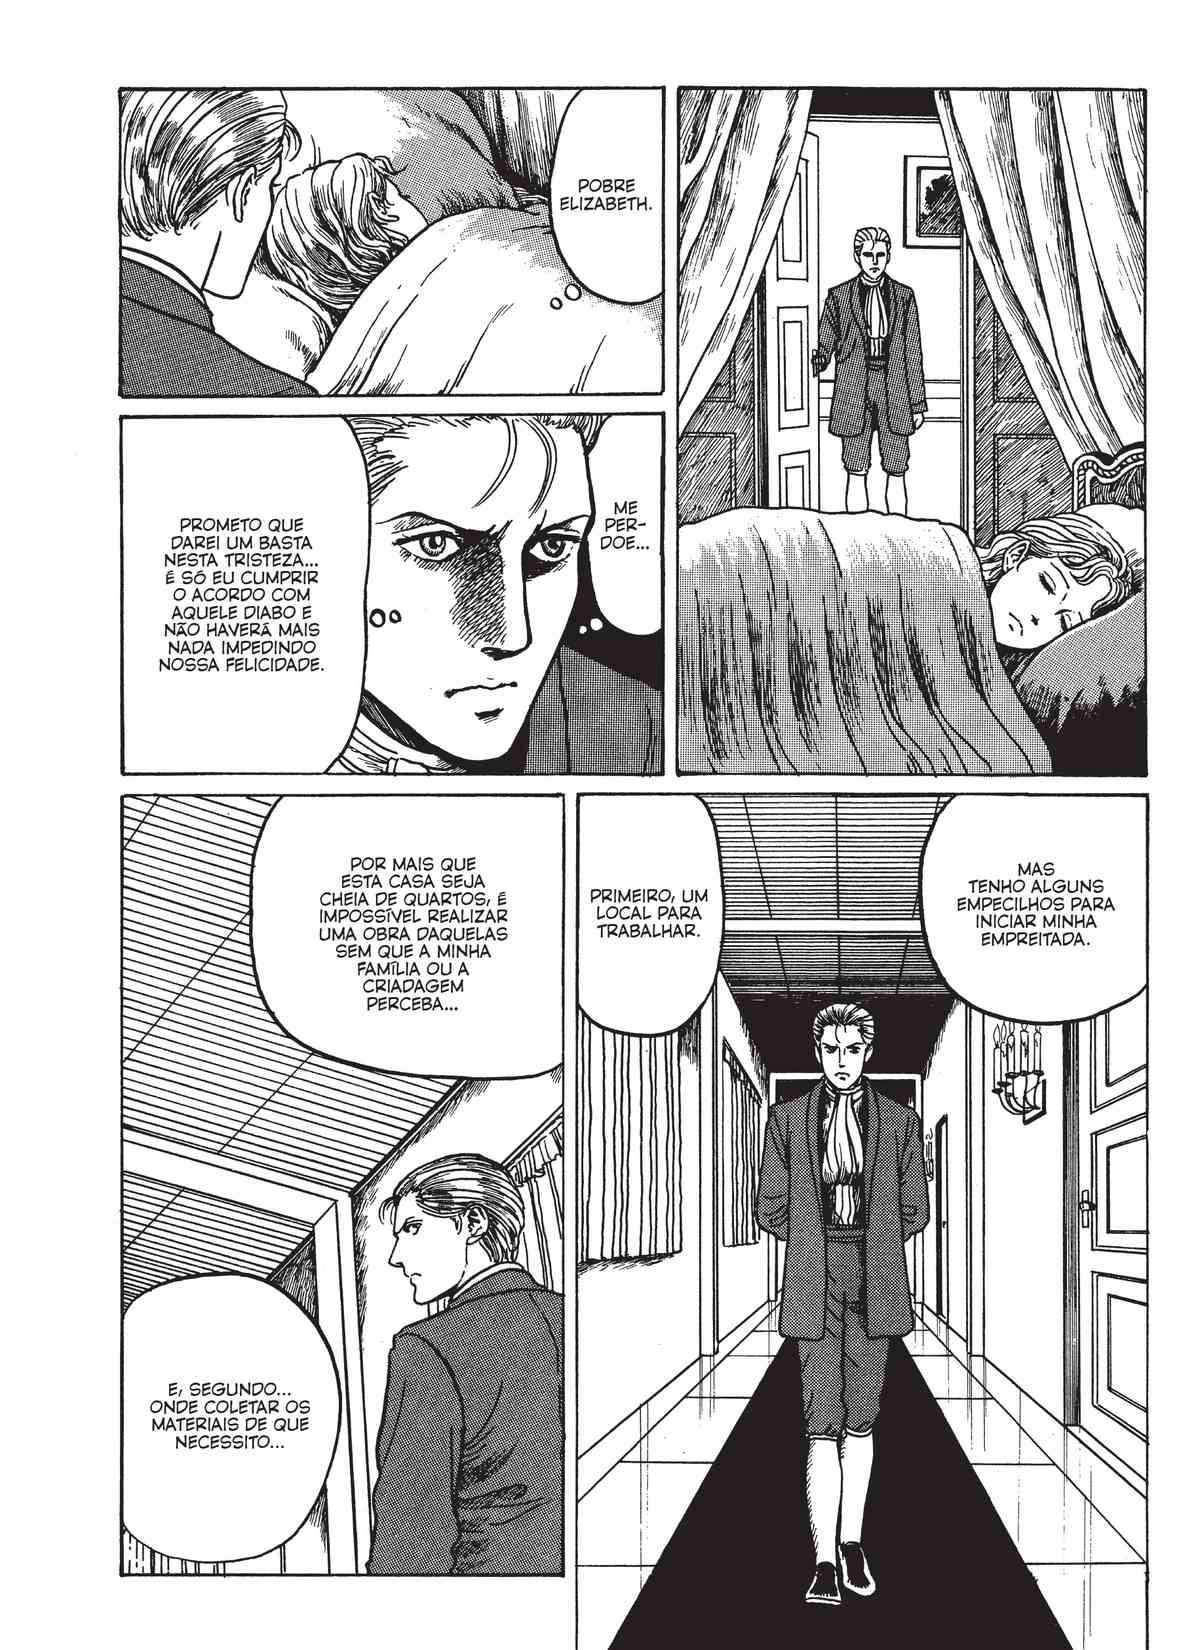 POBRE
ELIZABETH.
ME
PER-
DOE...
PROMETO QUE
DAREI UM BASTA
NESTA TRISTEZA...
É SÓ EU CUMPRIR
O ACORDO COM
AQUELE DIABO E
NÃO HAVERÁ MAIS
NADA IMPEDINDO
NOSSA FELICIDADE.
MAS
TENHO ALGUNS
EMPECILHOS PARA
INICIAR MINHA
EMPREITADA.
PRIMEIRO, UM
LOCAL PARA
TRABALHAR.
POR MAIS QUE
ESTA CASA SEJA
CHEIA DE QUARTOS, É
IMPOSSÍVEL REALIZAR
UMA OBRA DAQUELAS
SEM QUE A MINHA
FAMÍLIA OU A
CRIADAGEM
PERCEBA...
E, SEGUNDO...
ONDE COLETAR OS
MATERIAIS DE QUE
NECESSITO...